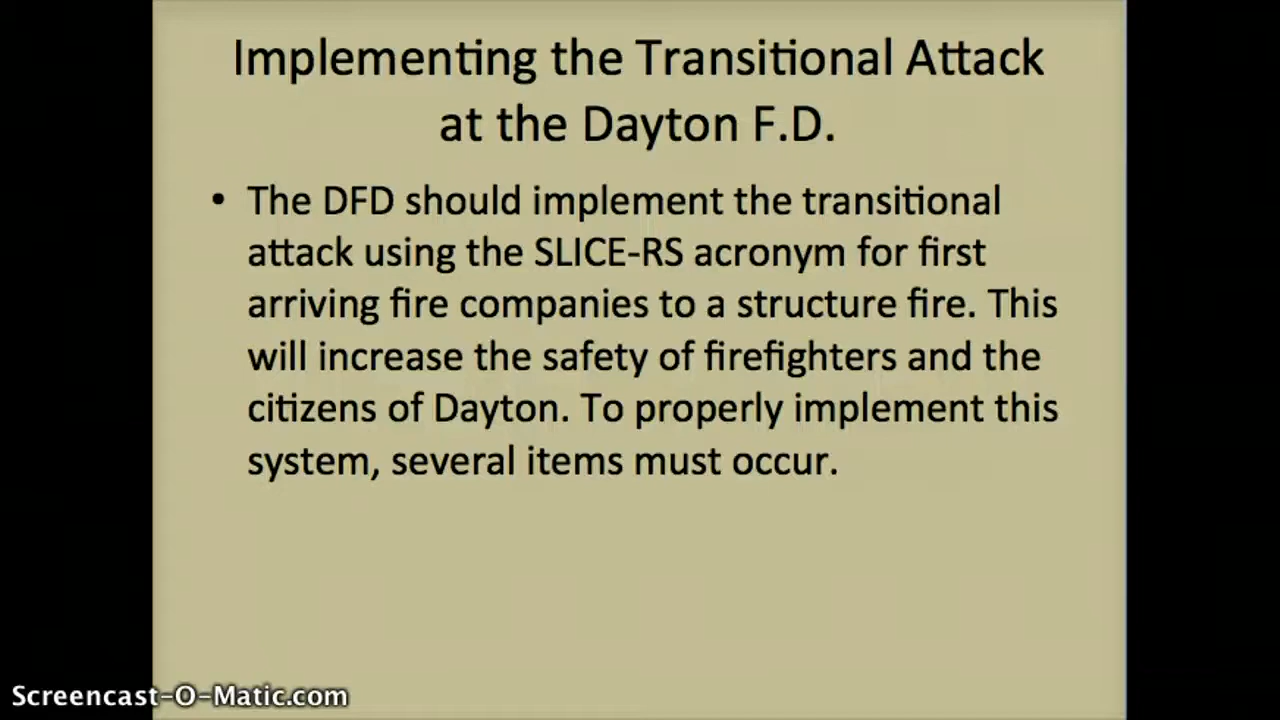 Implementing the Transitional Attack
at the Dayton F.D.
• The DFD should implement the transitional
attack using the SLICE-RS acronym for first
arriving fire companies to a structure fire. This
will increase the safety of firefighters and the
citizens of Dayton. To properly implement this
system, several items must occur.
Screencast-O-Matic.com